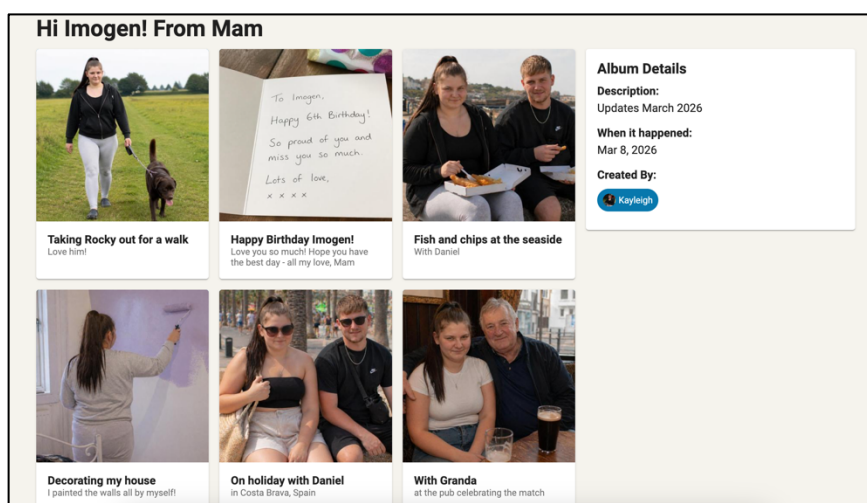 Hi Imogen! From Mam
To Imogen,
Happy 6th Birthday!
So proud of you and
miss you so much.
Lots of love,
x x x x
Taking Rocky out for a walk
Love him!
Happy Birthday Imogen!
Love you so much! Hope you have
the best day - all my love, Mam
Fish and chips at the seaside
With Daniel
Album Details
Description:
Updates March 2026
When it happened:
Mar 8, 2026
Created By:
Kayleigh
Decorating my house
I painted the walls all by myself!
On holiday with Daniel
in Costa Brava, Spain
With Granda
at the pub celebrating the match